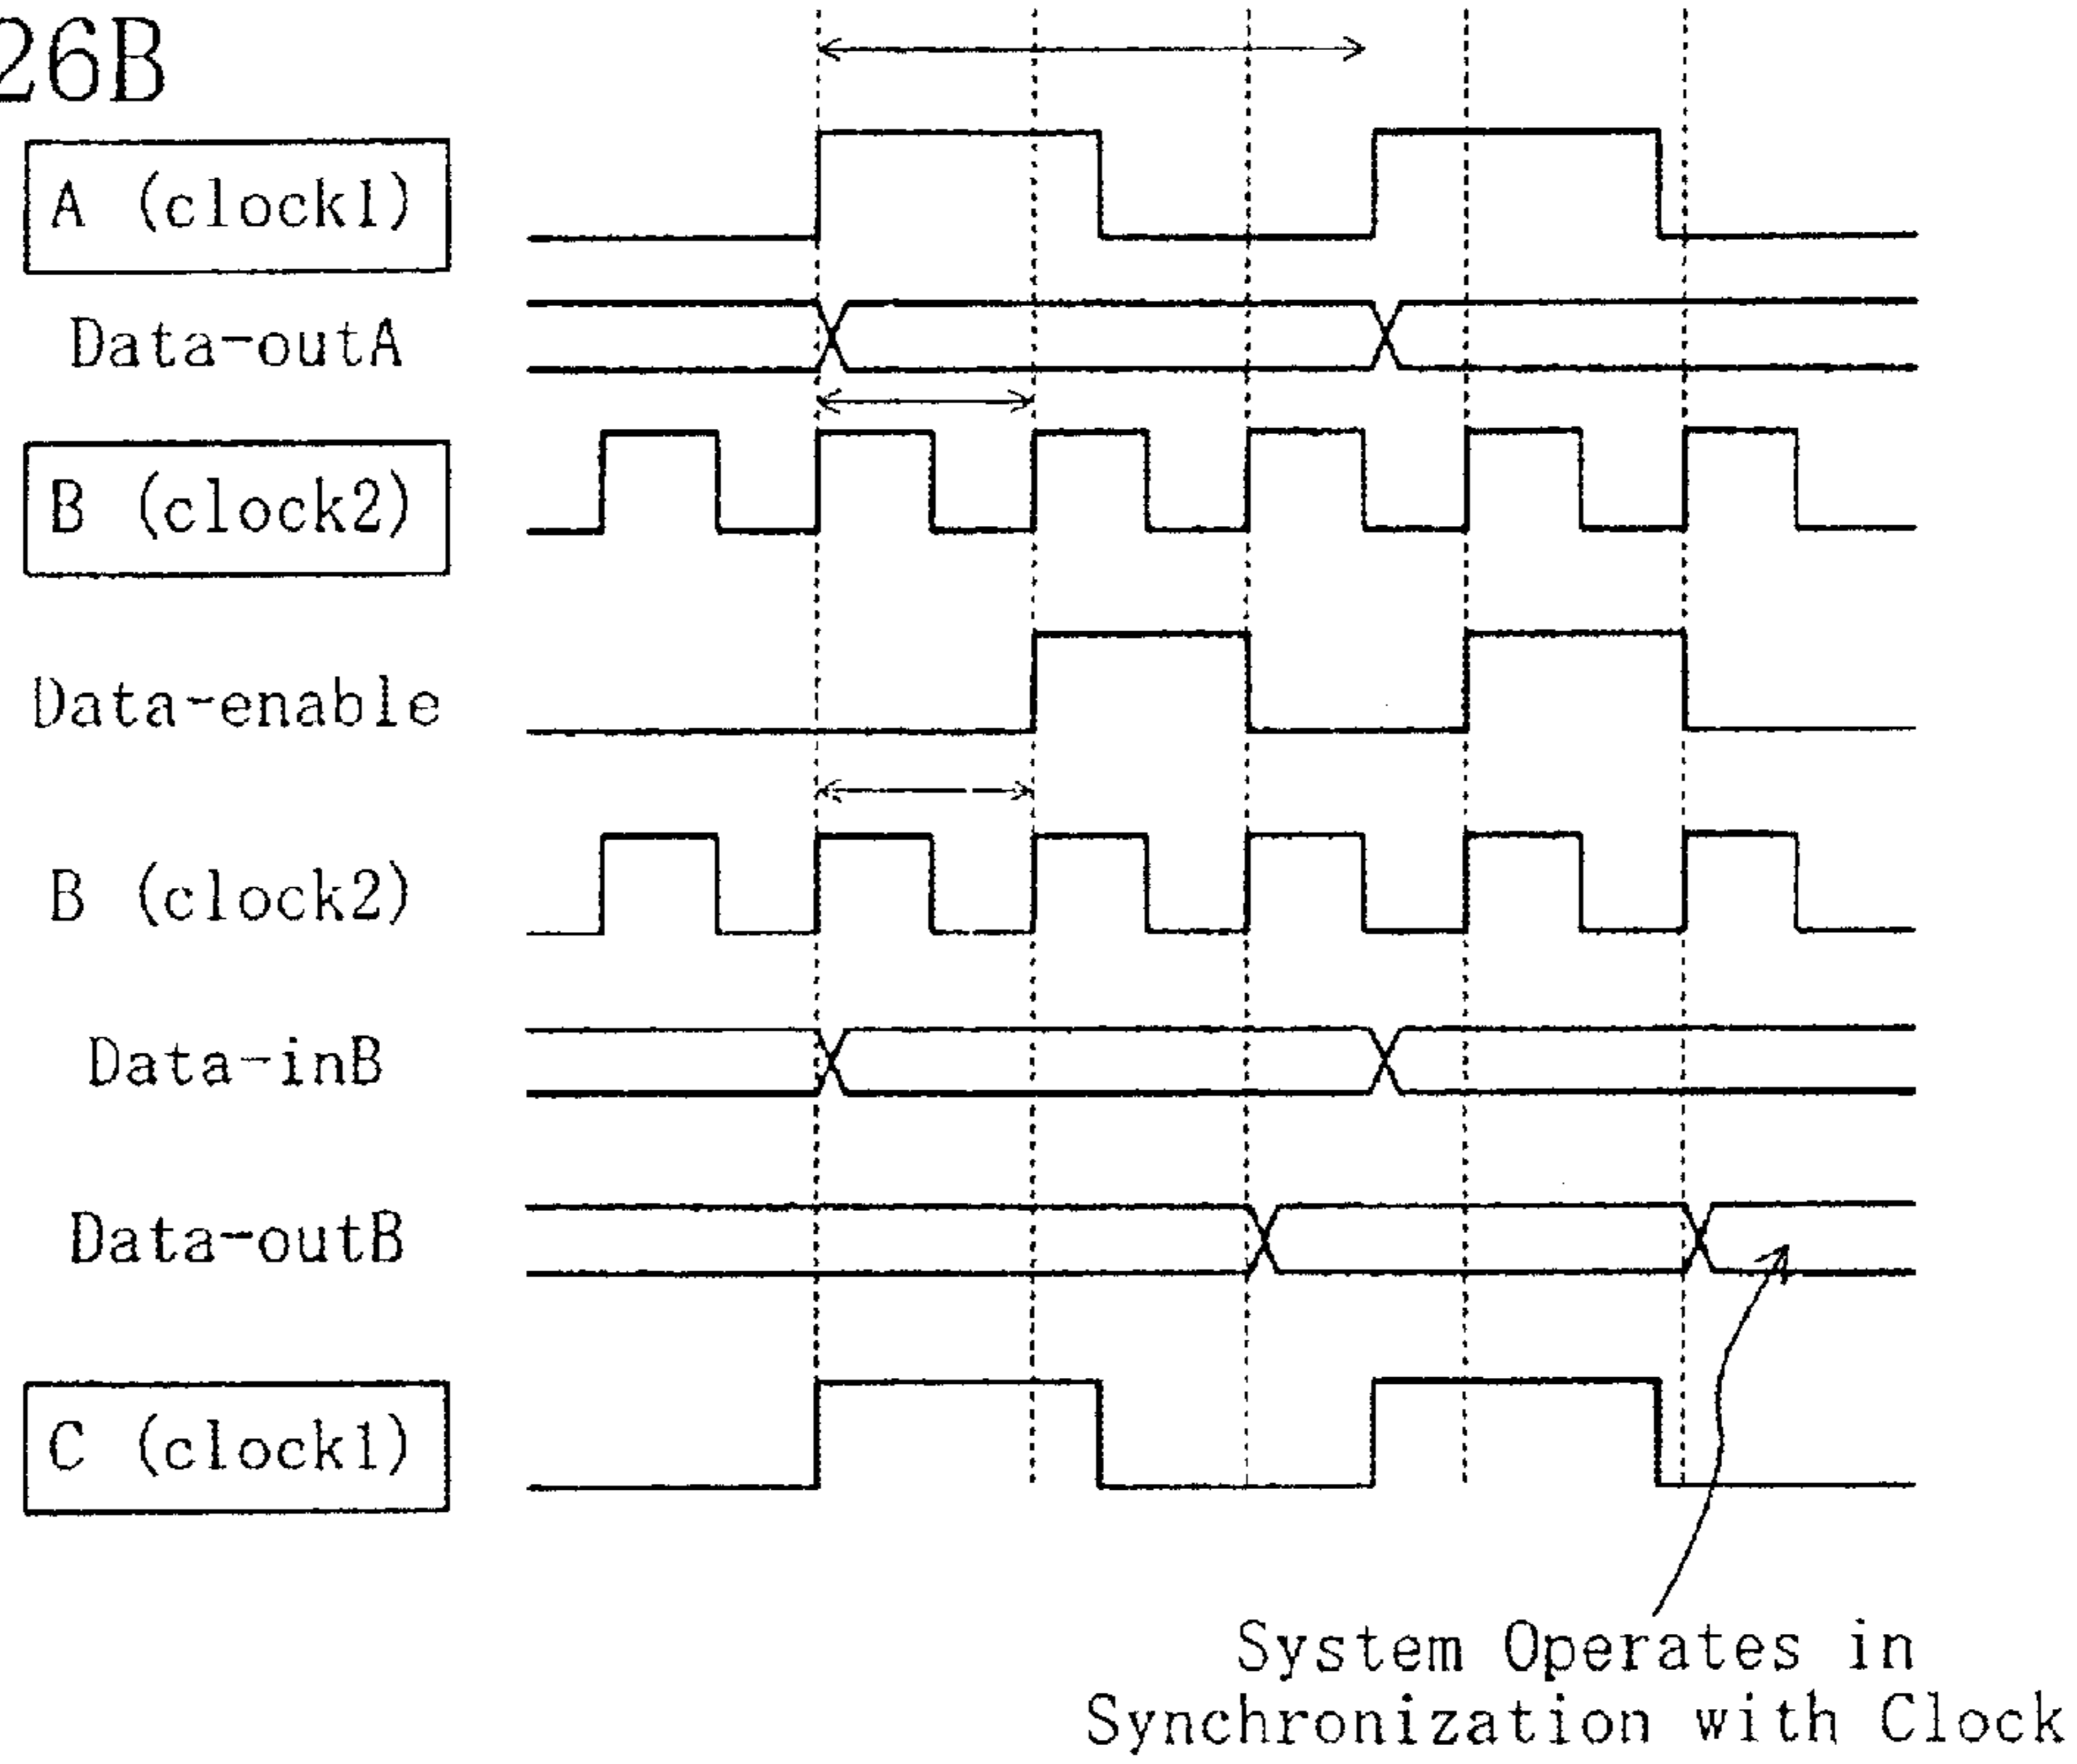 26B
A (clock1)
Data-outA
B (clock2)
Data-enable
B (clock2)
Data-inB
Data-outB
C (clock1)
System Operates in
Synchronization with Clock